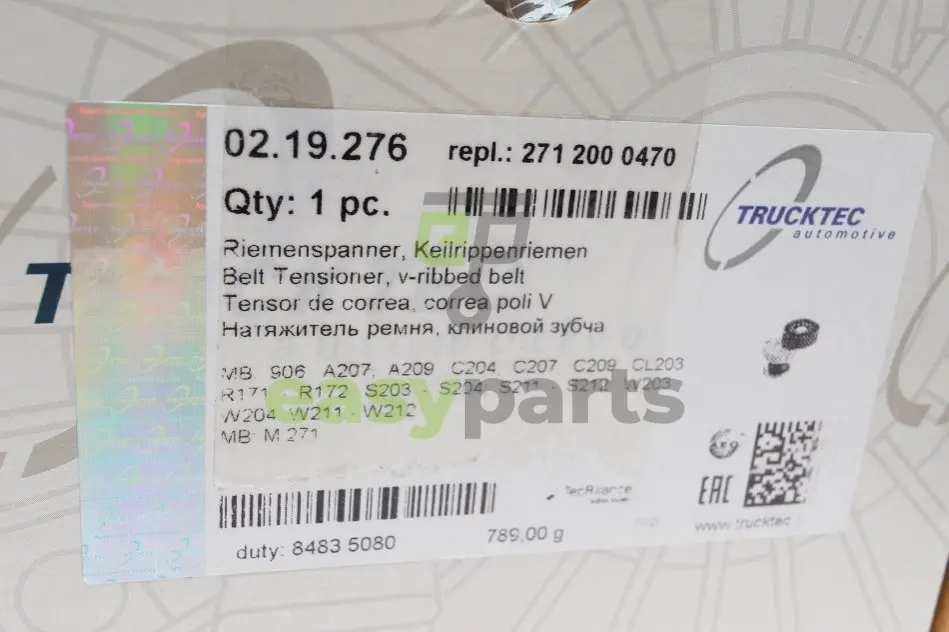 02.19.276
repl.: 271 200 0470
Qty: 1 pc.
TRUCKTEC
automotive
Riemenspanner, Keilrippenriemen
Belt Tensioner, v-ribbed belt
Tensor de correa, correa poli V
Натяжитель ремня, клиновой зубча
MB 906 A207, A209 C204 C207 C209 CL203
R171 R172 S203 S204 S211 S212 W203
W204 W211 - W212
MB: M 271
easyparts
TecAlliance
EAC
www.trucktec
duty: 8483 5080
789,00 g
T